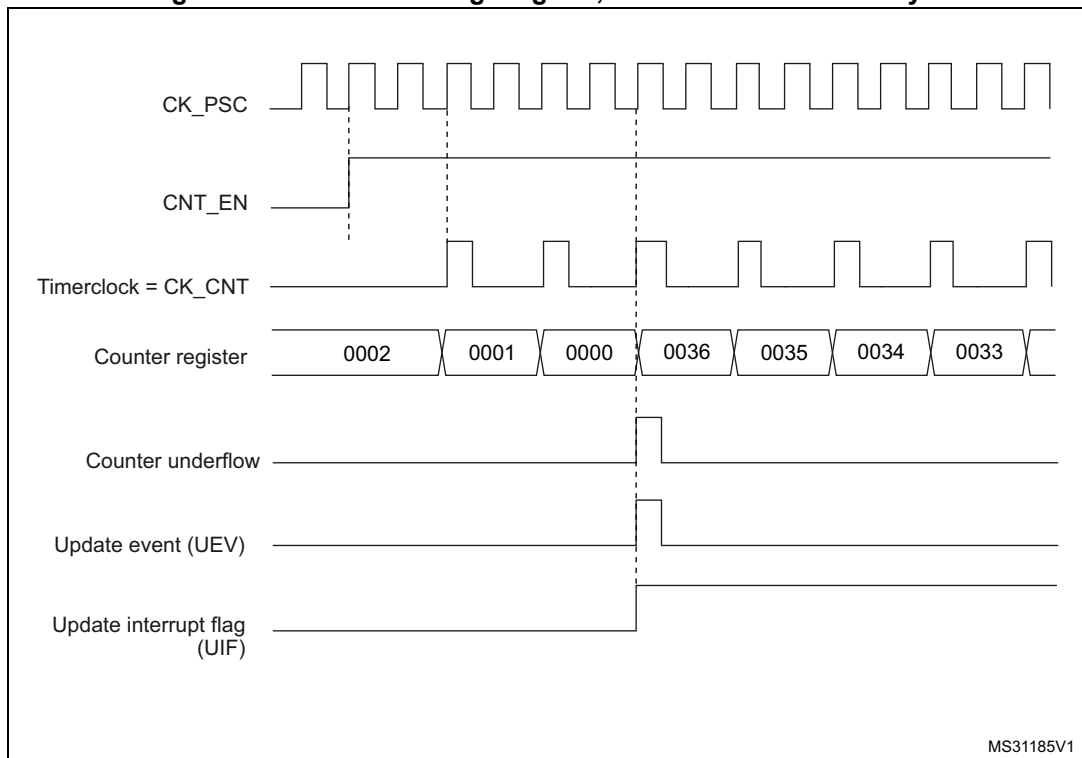 CK_PSC
CNT_EN
Timerclock = CK_CNT
Counter register 0002 0001 0000 0036 0035 0034 0033
Counter underflow
Update event (UEV)
Update interrupt flag
(UIF)
MS31185V1